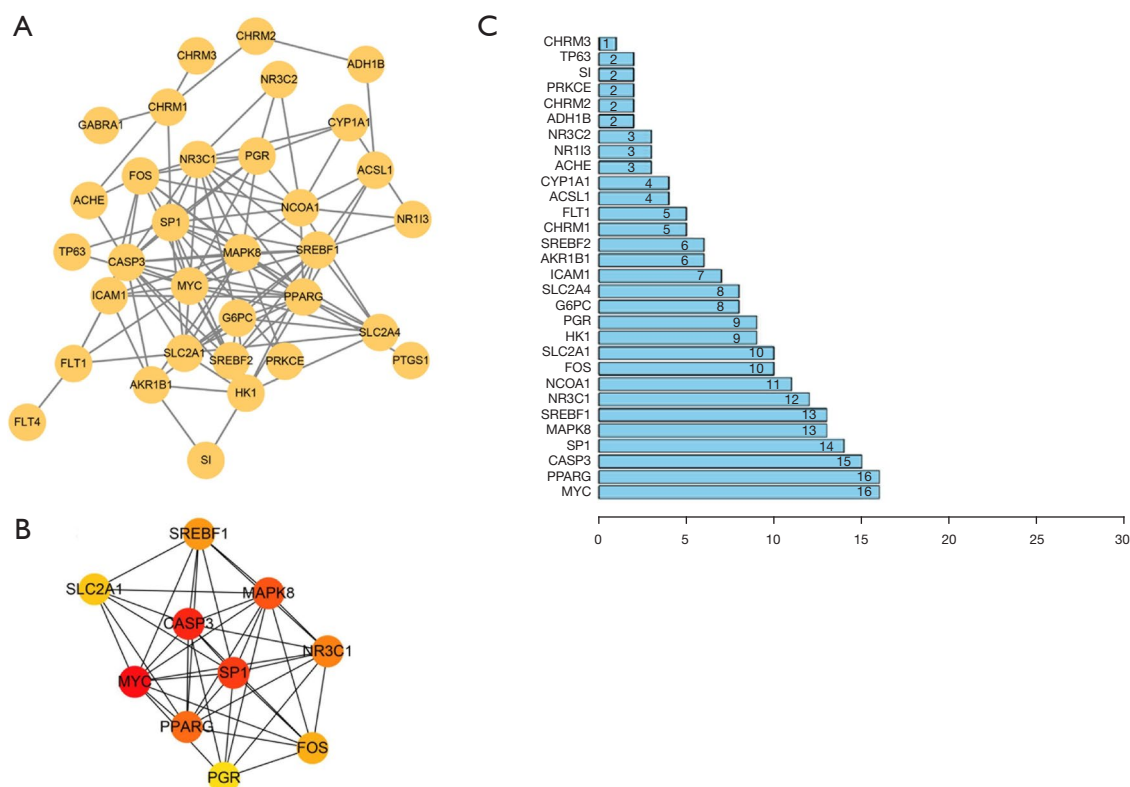 A
CHRM2
CHRM3
ADH1B
NR3C2
CHRM1
GABRA1
CYP1A1
NR3C1
PGR
FOS
ACSL1
ACHE
NCOA1
SP1
NR1I3
TP63
CASP3
MAPK8
SREBF1
MYC
ICAM1
PPARG
G6PC
SLC2A4
SLC2A1
SREBF2
PRKCE
PTGS1
FLT1
AKR1B1
HK1
FLT4
SI
B
SREBF1
SLC2A1
MAPK8
CASP3
NR3C1
SP1
MYC
PPARG
FOS
PGR
C
CHRM3 1
TP63 2
SI 2
PRKCE 2
CHRM2 2
ADH1B 2
NR3C2 3
NR1I3 3
ACHE 3
CYP1A1 4
ACSL1 4
FLT1 5
CHRM1 5
SREBF2 6
AKR1B1 6
ICAM1 7
SLC2A4 8
G6PC 8
PGR 9
HK1 9
SLC2A1 10
FOS 10
NCOA1 11
NR3C1 12
SREBF1 13
MAPK8 13
SP1 14
CASP3 15
PPARG 16
MYC 16
0 5 10 15 20 25 30